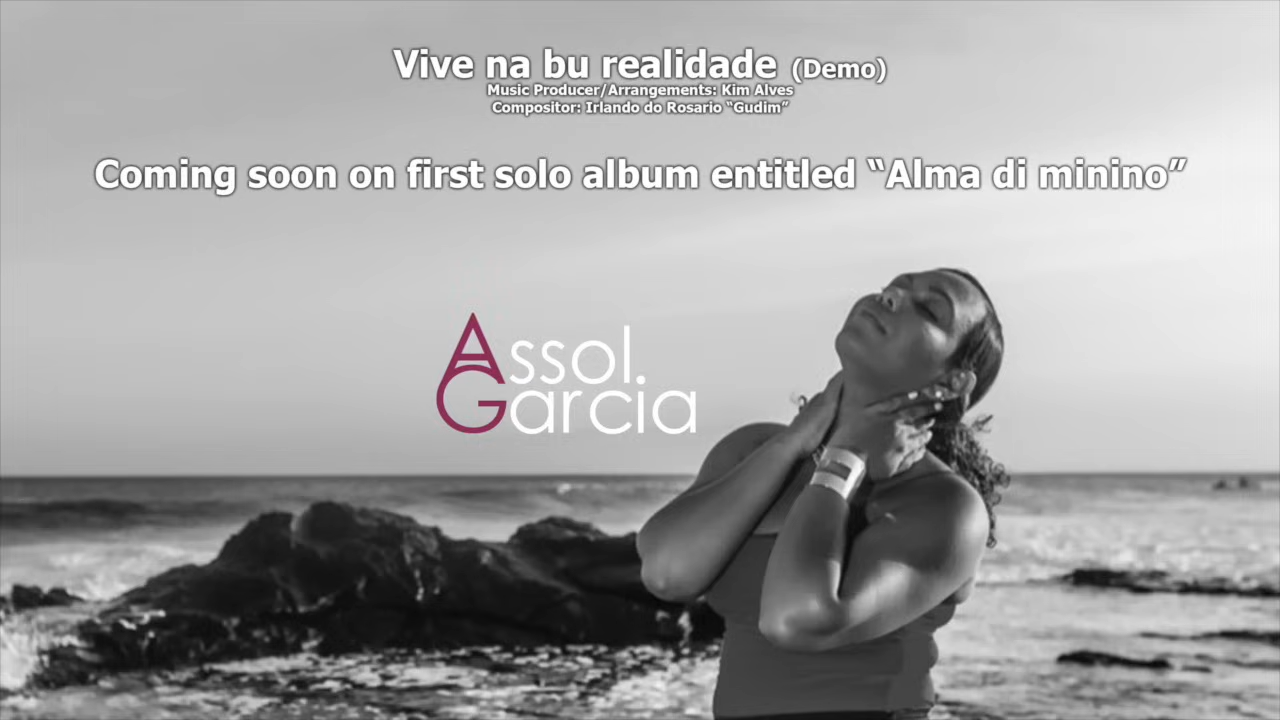 Vive na bu realidade (Demo)
Music Producer/Arrangements: Kim Alves
Compositor: Irlando do Rosario “Gudim”
Coming soon on first solo album entitled “Alma di minino”
Assol.
Garcia